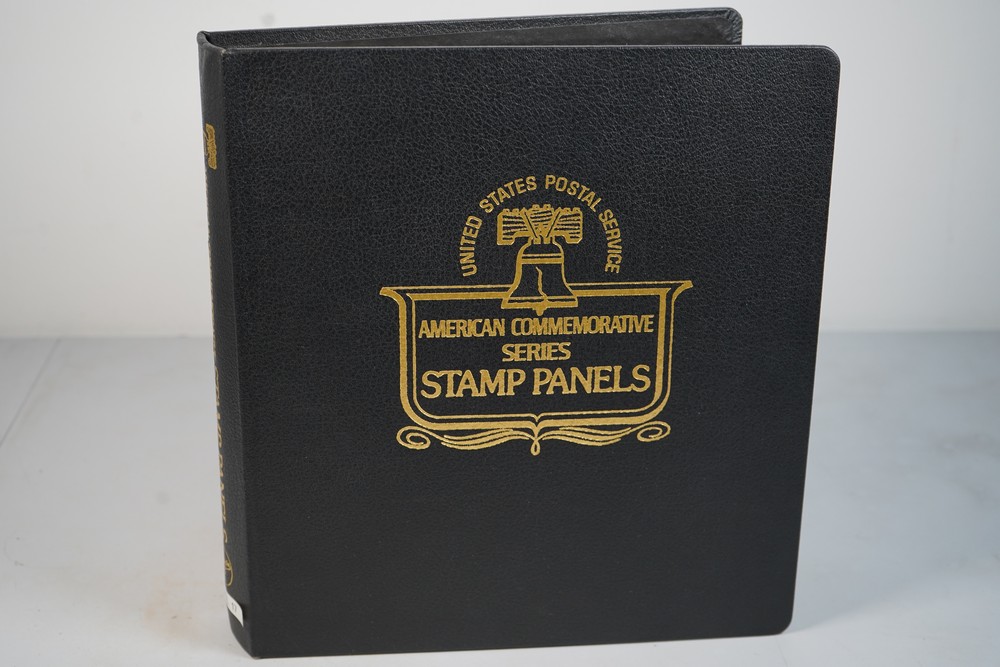 UNITED STATES POSTAL SERVICE
AMERICAN COMMEMORATIVE
SERIES
STAMP PANELS